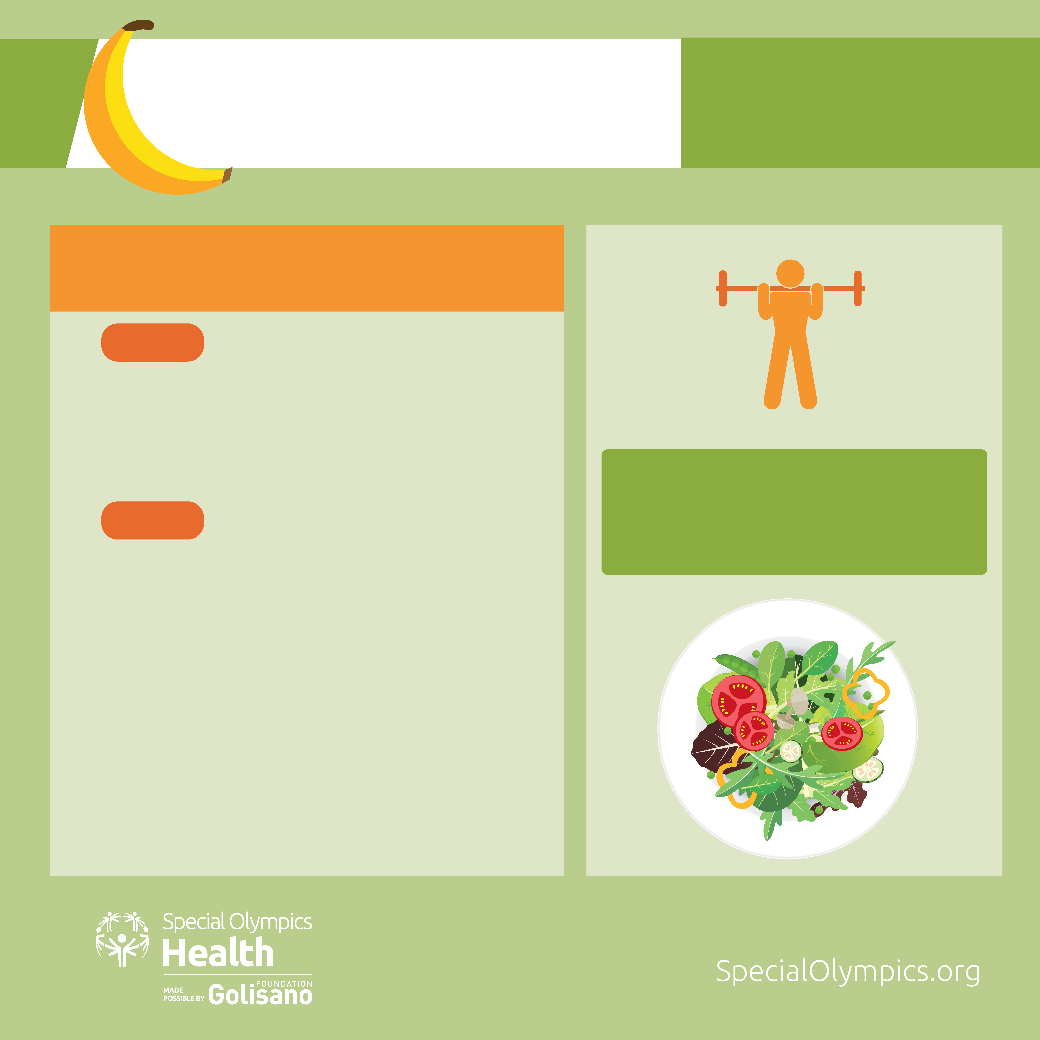 Special Olympics
Health
MADE
POSSIBLE BY
FOUNDATION
Golisano
SpecialOlympics.org